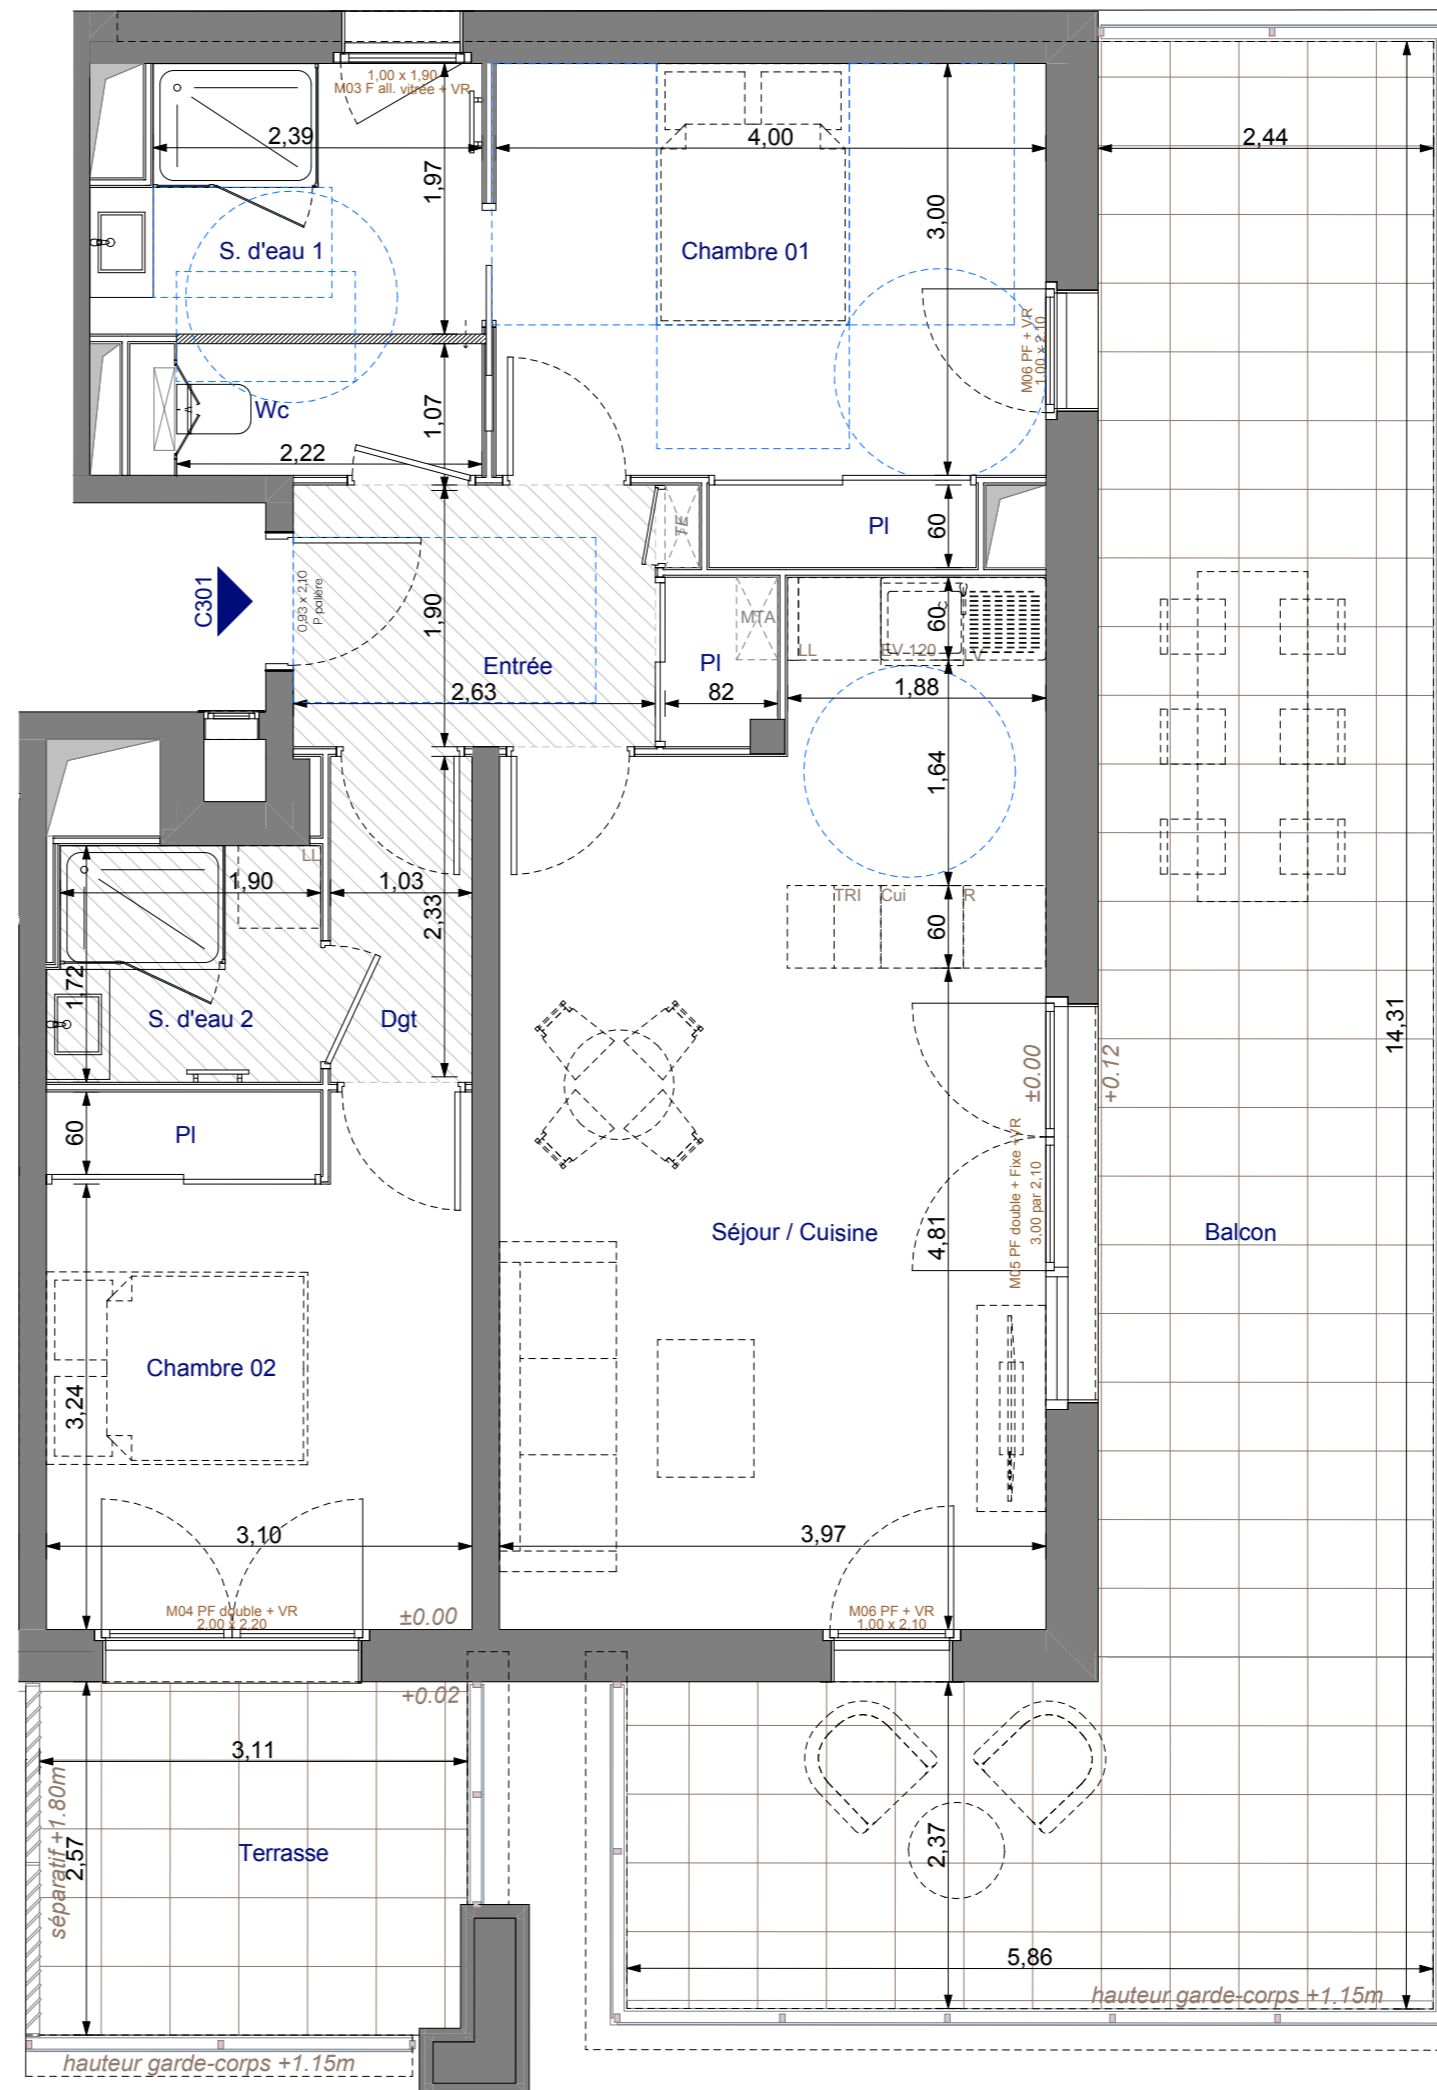 1,00 x 1,90
M03 F all. vitrée + VR
2,39
1,97
4,00
2,44
3,00
S. d'eau 1
Chambre 01
M06 PF + VR
1,00 x 2,10
Wc
1,07
2,22
TE
Pl
60
C301
0,93 x 2,10
P.palière
1,90
Entrée
2,63
MTA
Pl
82
60
LL
EV 120
LV
1,88
1,64
LL
1,90
1,03
2,33
TRI
Cui
R
60
1,72
S. d'eau 2
Dgt
14,31
±0.00
+0.12
60
Pl
M05 PF double + Fixe +VR
3,00 par 2,10
Séjour / Cuisine
4,81
Balcon
Chambre 02
3,24
3,10
3,97
M04 PF double + VR
2,00 x 2,20
±0.00
M06 PF + VR
1,00 x 2,10
+0.02
3,11
séparatif +1.80m
2,57
Terrasse
2,37
5,86
hauteur garde-corps +1.15m
hauteur garde-corps +1.15m